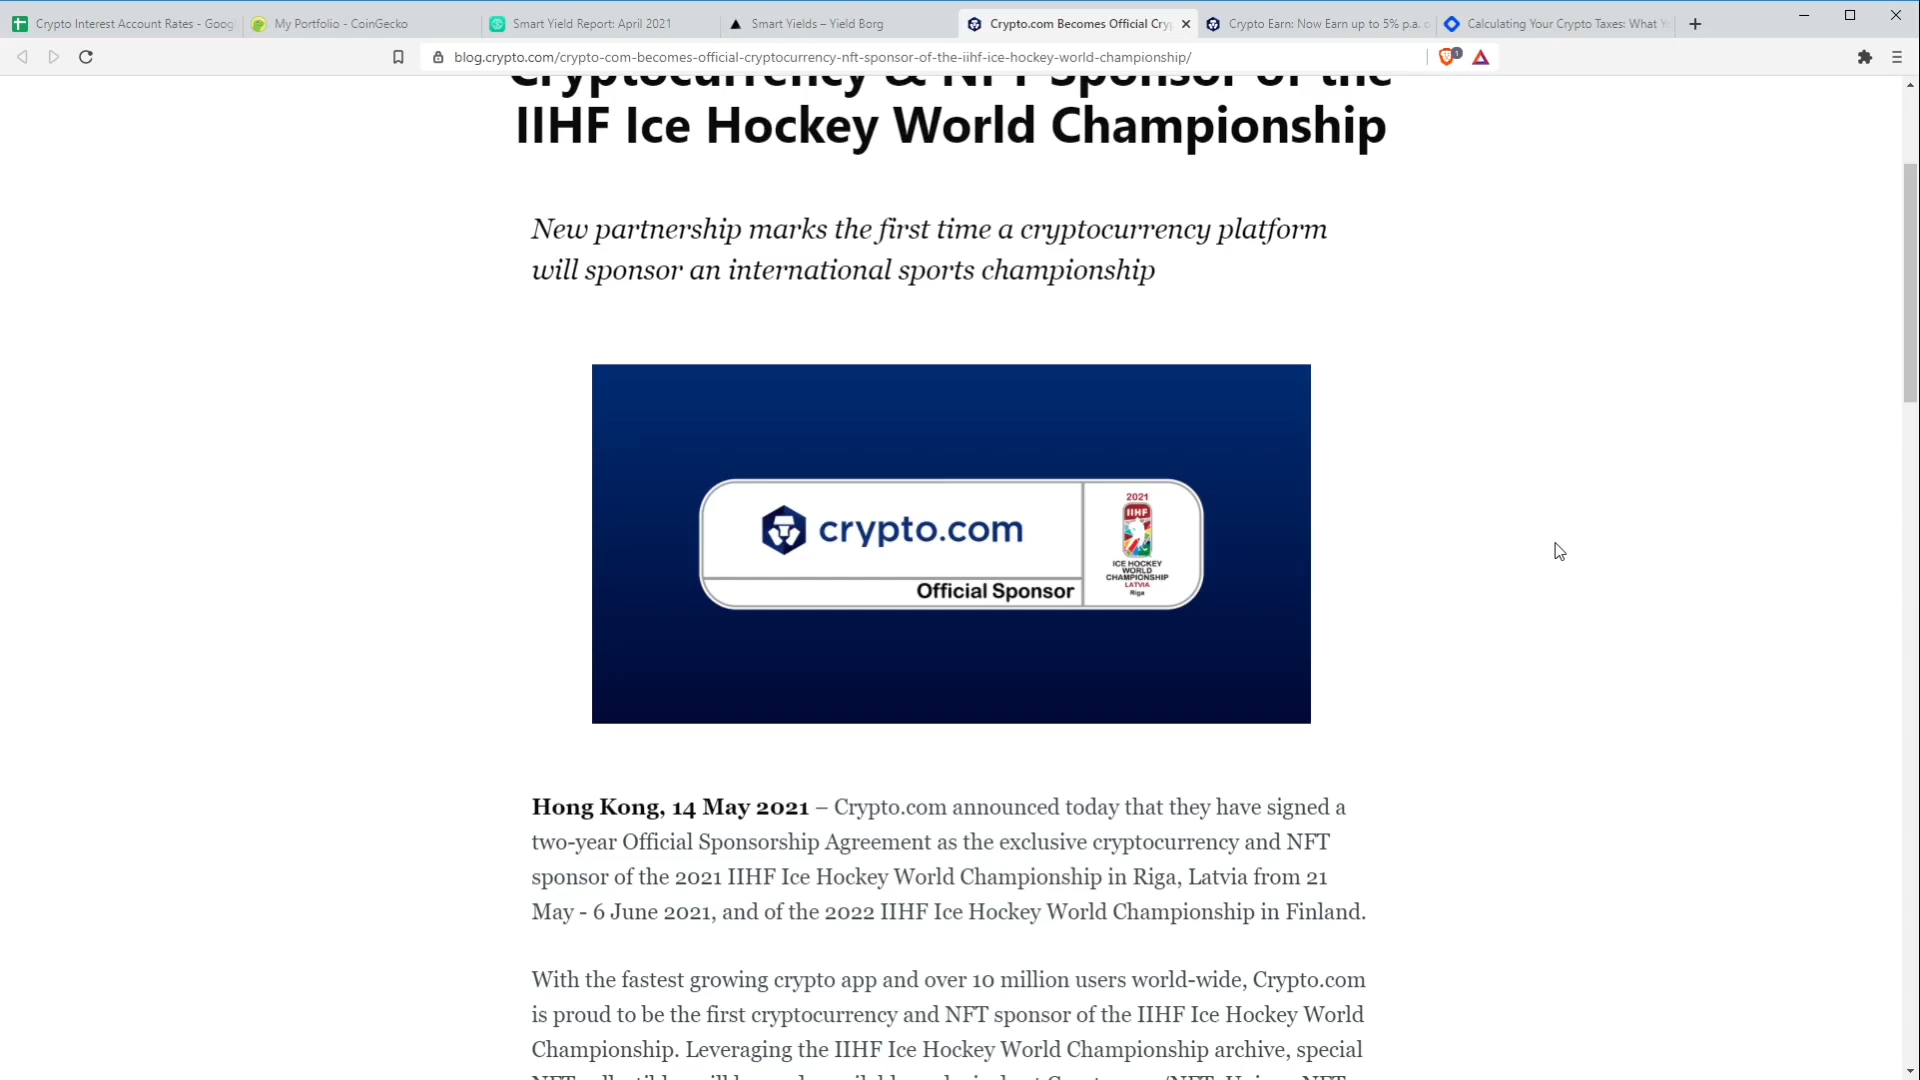 Crypto Interest Account Rates - Goog
My Portfolio - CoinGecko
Smart Yield Report: April 2021
Smart Yields – Yield Borg
Crypto.com Becomes Official Cryp
Crypto Earn: Now Earn up to 5% p.a. o
Calculating Your Crypto Taxes: What Y
blog.crypto.com/crypto-com-becomes-official-cryptocurrency-nft-sponsor-of-the-iihf-ice-hockey-world-championship/
1
Cryptocurrency & NFT Sponsor of the
IIHF Ice Hockey World Championship
New partnership marks the first time a cryptocurrency platform
will sponsor an international sports championship
crypto.com
Official Sponsor
2021
IIHF
ICE HOCKEY
WORLD
CHAMPIONSHIP
LATVIA
Riga
Hong Kong, 14 May 2021 – Crypto.com announced today that they have signed a
two-year Official Sponsorship Agreement as the exclusive cryptocurrency and NFT
sponsor of the 2021 IIHF Ice Hockey World Championship in Riga, Latvia from 21
May - 6 June 2021, and of the 2022 IIHF Ice Hockey World Championship in Finland.
With the fastest growing crypto app and over 10 million users world-wide, Crypto.com
is proud to be the first cryptocurrency and NFT sponsor of the IIHF Ice Hockey World
Championship. Leveraging the IIHF Ice Hockey World Championship archive, special